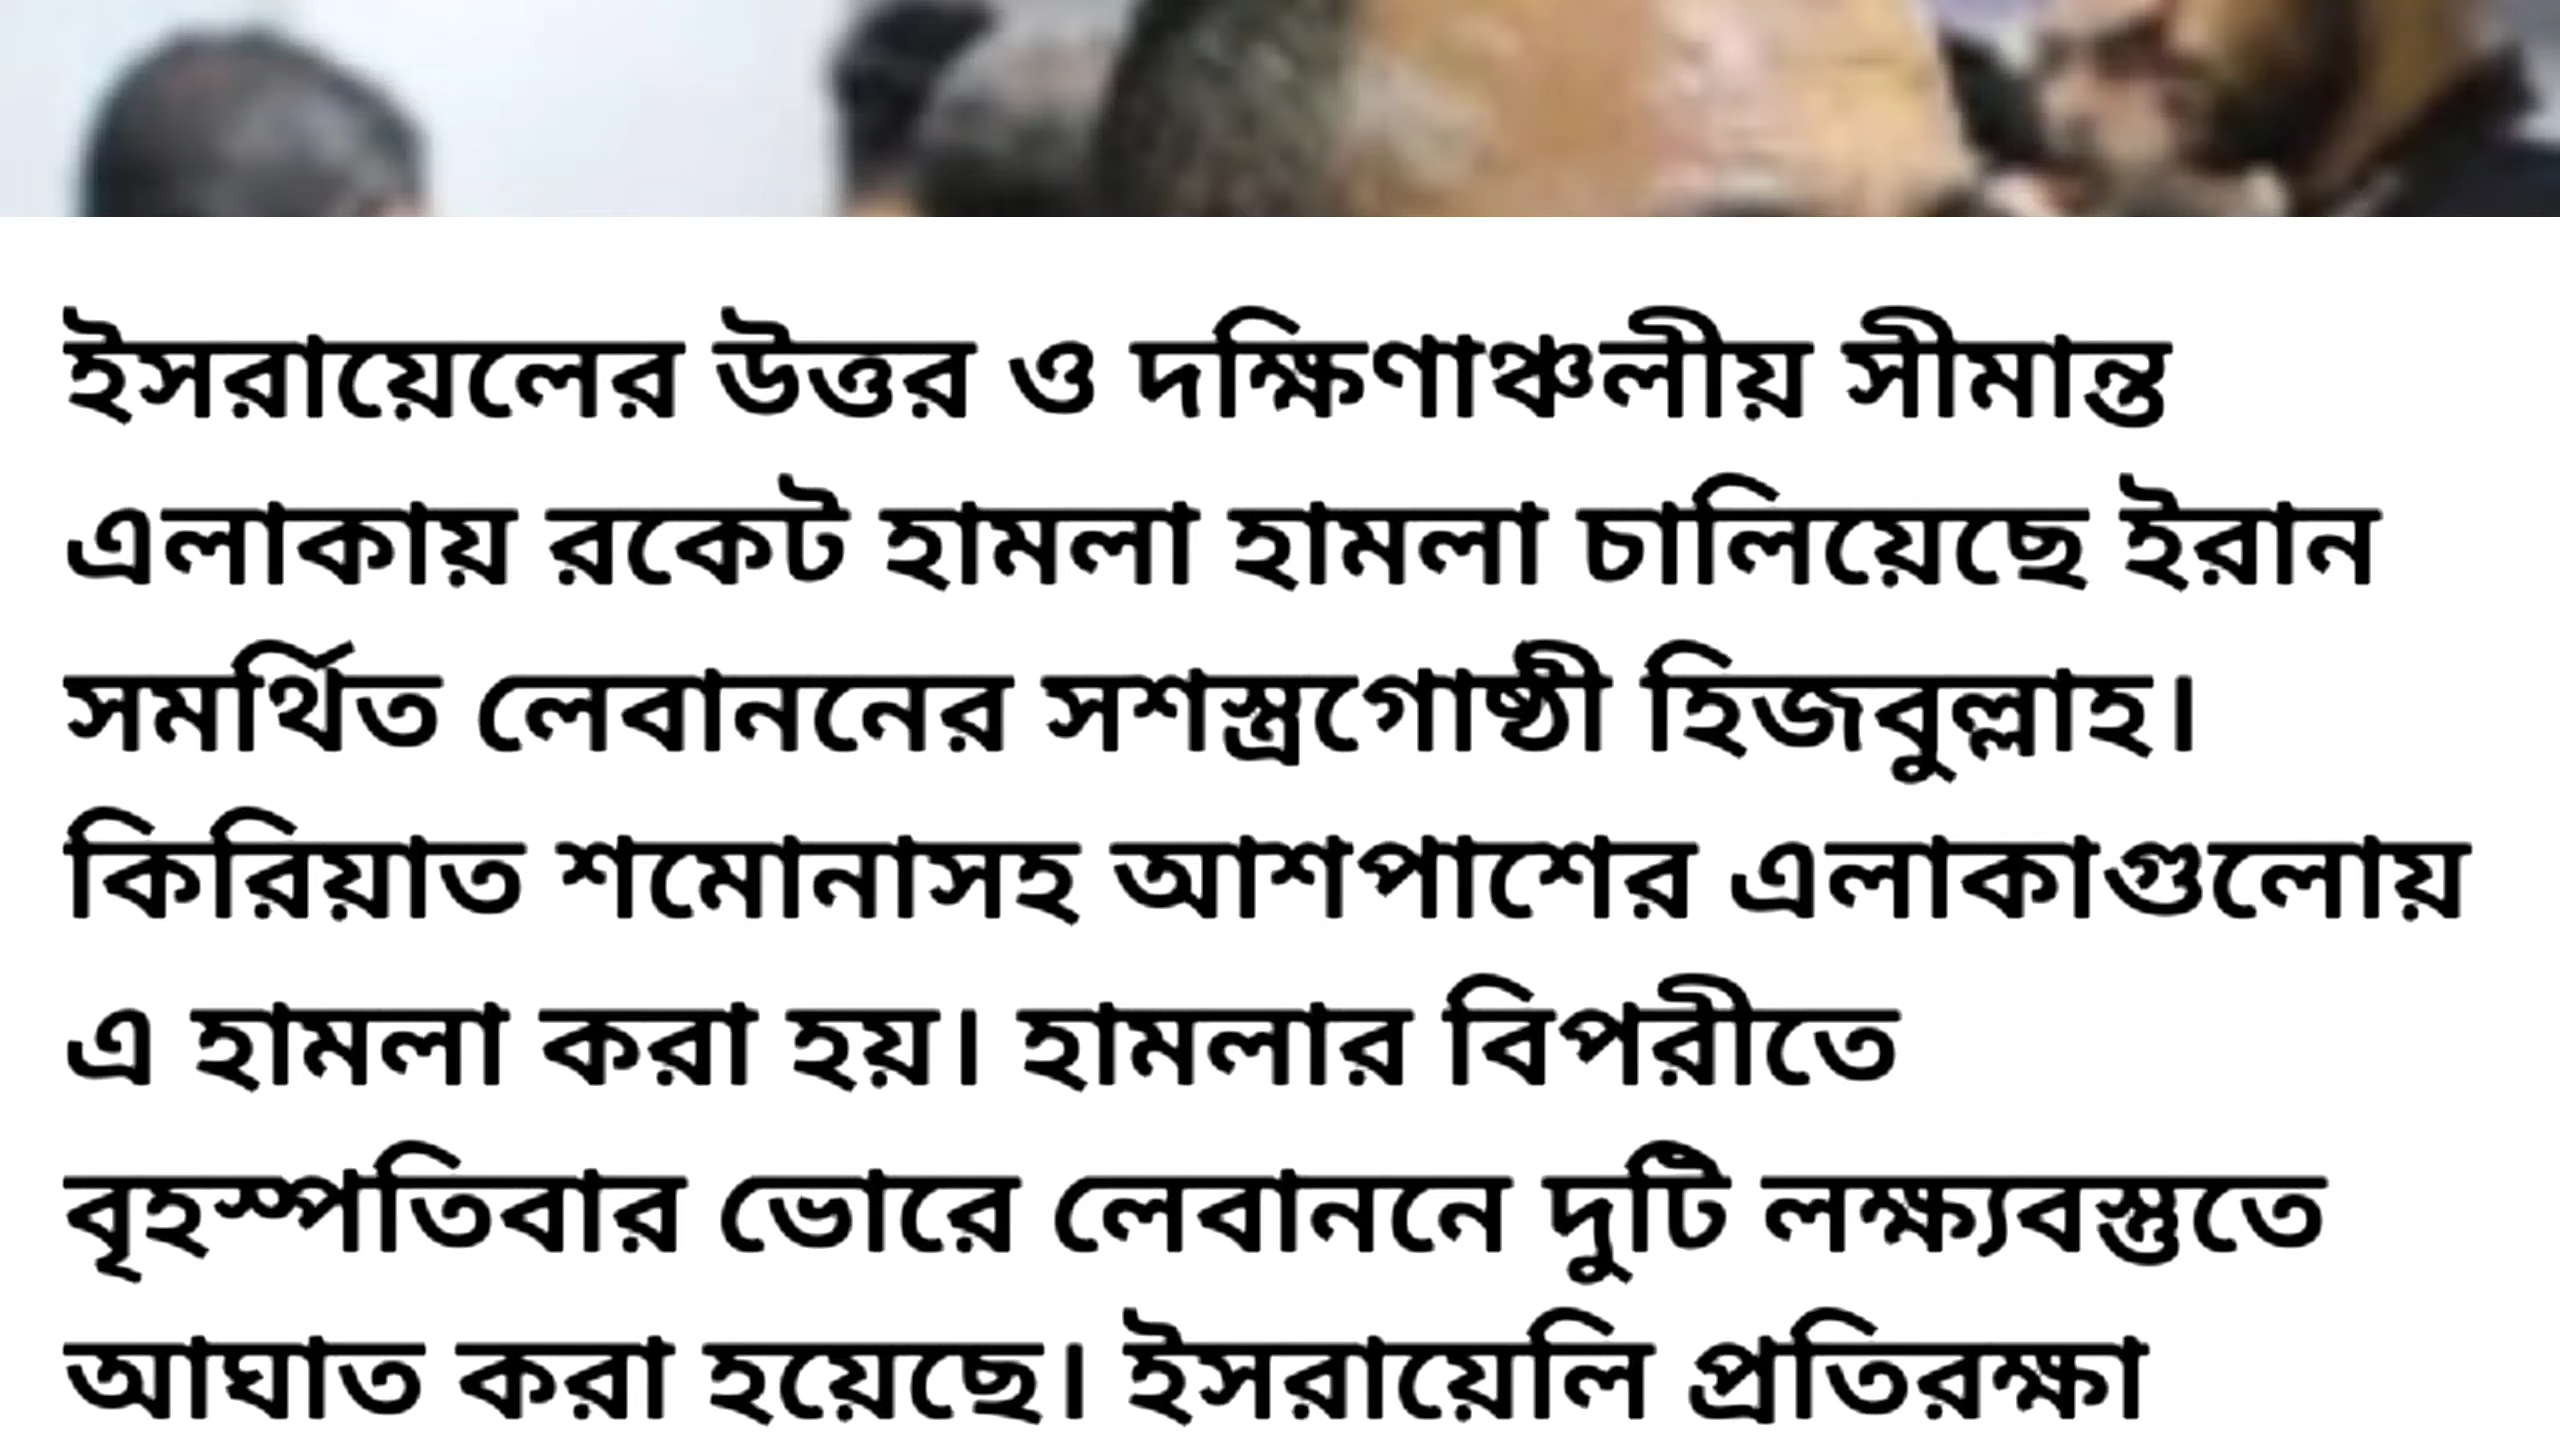 ইসরায়েলের উত্তর ও দক্ষিণাঞ্চলীয় সীমান্ত
এলাকায় রকেট হামলা হামলা চালিয়েছে ইরান
সমর্থিত লেবাননের সশস্ত্রগোষ্ঠী হিজবুল্লাহ।
কিরিয়াত শমোনাসহ আশপাশের এলাকাগুলোয়
এ হামলা করা হয়। হামলার বিপরীতে
বৃহস্পতিবার ভোরে লেবাননে দুটি লক্ষ্যবস্তুতে
আঘাত করা হয়েছে। ইসরায়েলি প্রতিরক্ষা